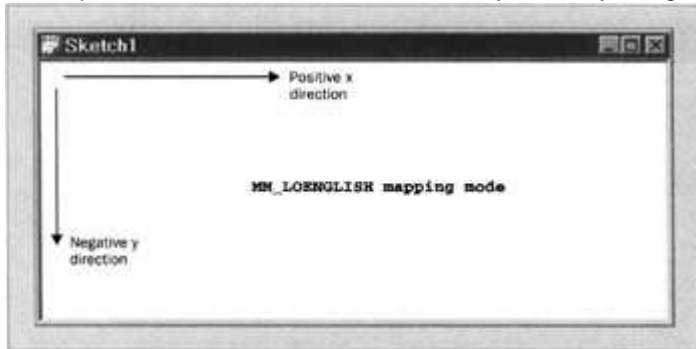 Sketch1
Positive x
direction
MM_LOENGLISH mapping mode
Negative y
direction